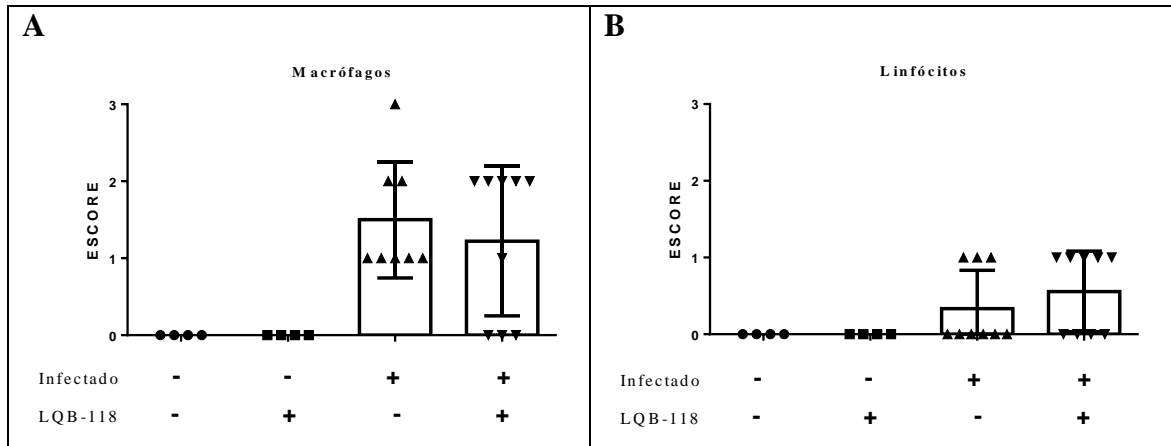 A
Macrófagos
3
2
1
0
ESCORE
Infectado - - + +
LQB-118 - + - +
B
Linfócitos
3
2
1
0
ESCORE
Infectado - - + +
LQB-118 - + - +